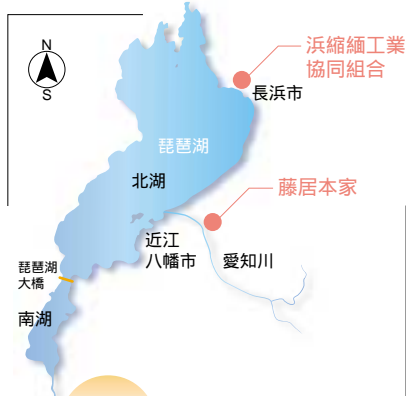 N
S
浜縮緬工業
協同組合
長浜市
琵琶湖
北湖
藤居本家
近江
八幡市
愛知川
琵琶湖
大橋
南湖